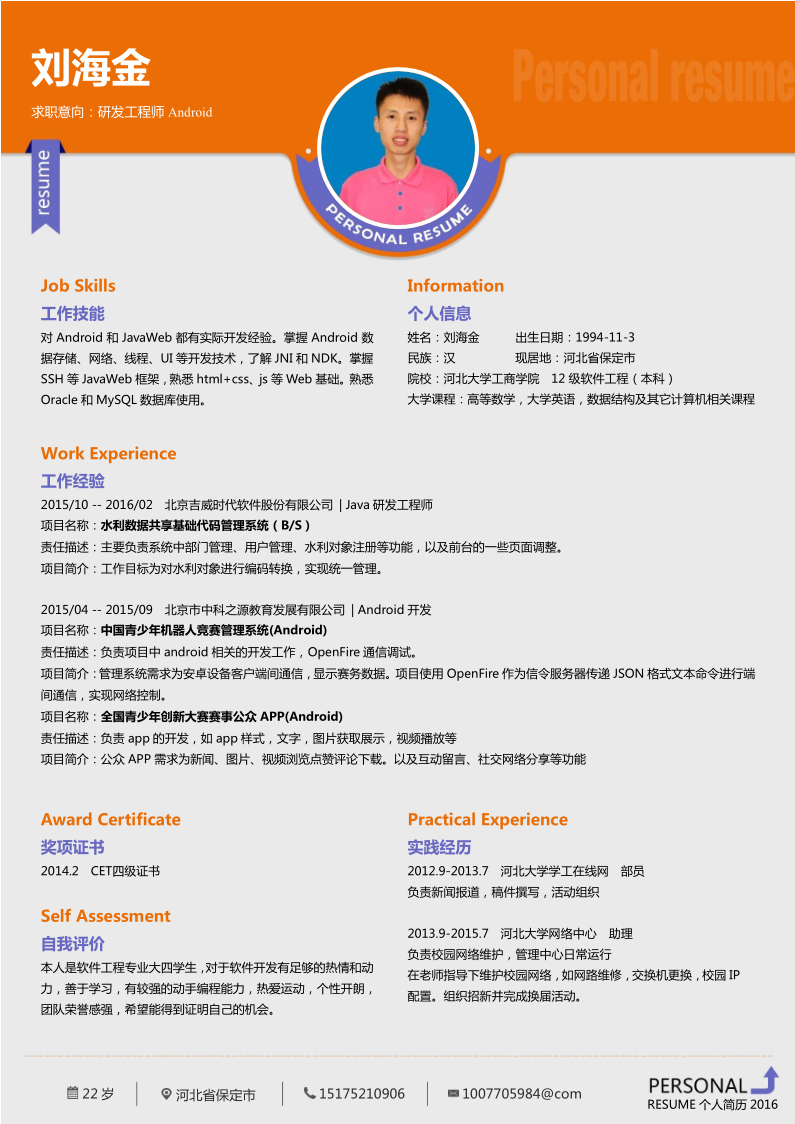 刘海金
Personal resume
求职意向：研发工程师 Android
resume
PERSONAL RESUME
Job Skills
工作技能
对 Android 和 JavaWeb 都有实际开发经验。掌握 Android 数
据存储、网络、线程、UI 等开发技术，了解 JNI 和 NDK。掌握
SSH 等 JavaWeb 框架，熟悉 html+css、js 等 Web 基础。熟悉
Oracle 和 MySQL 数据库使用。
Information
个人信息
姓名：刘海金 出生日期：1994-11-3
民族：汉 现居地：河北省保定市
院校：河北大学工商学院 12 级软件工程（本科）
大学课程：高等数学，大学英语，数据结构及其它计算机相关课程
Work Experience
工作经验
2015/10 -- 2016/02 北京吉威时代软件股份有限公司 | Java 研发工程师
项目名称：水利数据共享基础代码管理系统（B/S）
责任描述：主要负责系统中部门管理、用户管理、水利对象注册等功能，以及前台的一些页面调整。
项目简介：工作目标为对水利对象进行编码转换，实现统一管理。
2015/04 -- 2015/09 北京市中科之源教育发展有限公司 | Android 开发
项目名称：中国青少年机器人竞赛管理系统(Android)
责任描述：负责项目中 android 相关的开发工作，OpenFire 通信调试。
项目简介：管理系统需求为安卓设备客户端间通信，显示赛务数据。项目使用 OpenFire 作为信令服务器传递 JSON 格式文本命令进行端
间通信，实现网络控制。
项目名称：全国青少年创新大赛赛事公众 APP(Android)
责任描述：负责 app 的开发，如 app 样式，文字，图片获取展示，视频播放等
项目简介：公众 APP 需求为新闻、图片、视频浏览点赞评论下载。以及互动留言、社交网络分享等功能
Award Certificate
奖项证书
2014.2 CET四级证书
Self Assessment
自我评价
本人是软件工程专业大四学生，对于软件开发有足够的热情和动
力，善于学习，有较强的动手编程能力，热爱运动，个性开朗，
团队荣誉感强，希望能得到证明自己的机会。
Practical Experience
实践经历
2012.9-2013.7 河北大学学工在线网 部员
负责新闻报道，稿件撰写，活动组织
2013.9-2015.7 河北大学网络中心 助理
负责校园网络维护，管理中心日常运行
在老师指导下维护校园网络，如网路维修，交换机更换，校园 IP
配置。组织招新并完成换届活动。
22 岁
河北省保定市
15175210906
1007705984@com
PERSONAL
RESUME 个人简历 2016